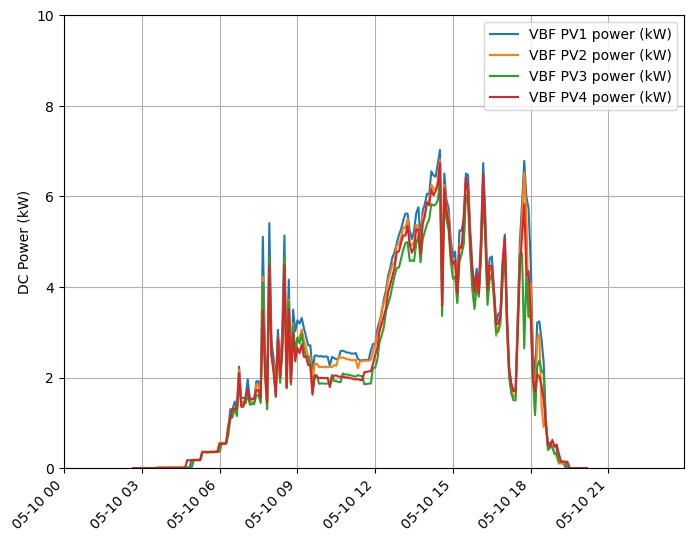 10
VBF PV1 power (kW)
VBF PV2 power (kW)
VBF PV3 power (kW)
VBF PV4 power (kW)
8
6
DC Power (kW)
4
2
0
05-10 00
05-10 03
05-10 06
05-10 09
05-10 12
05-10 15
05-10 18
05-10 21